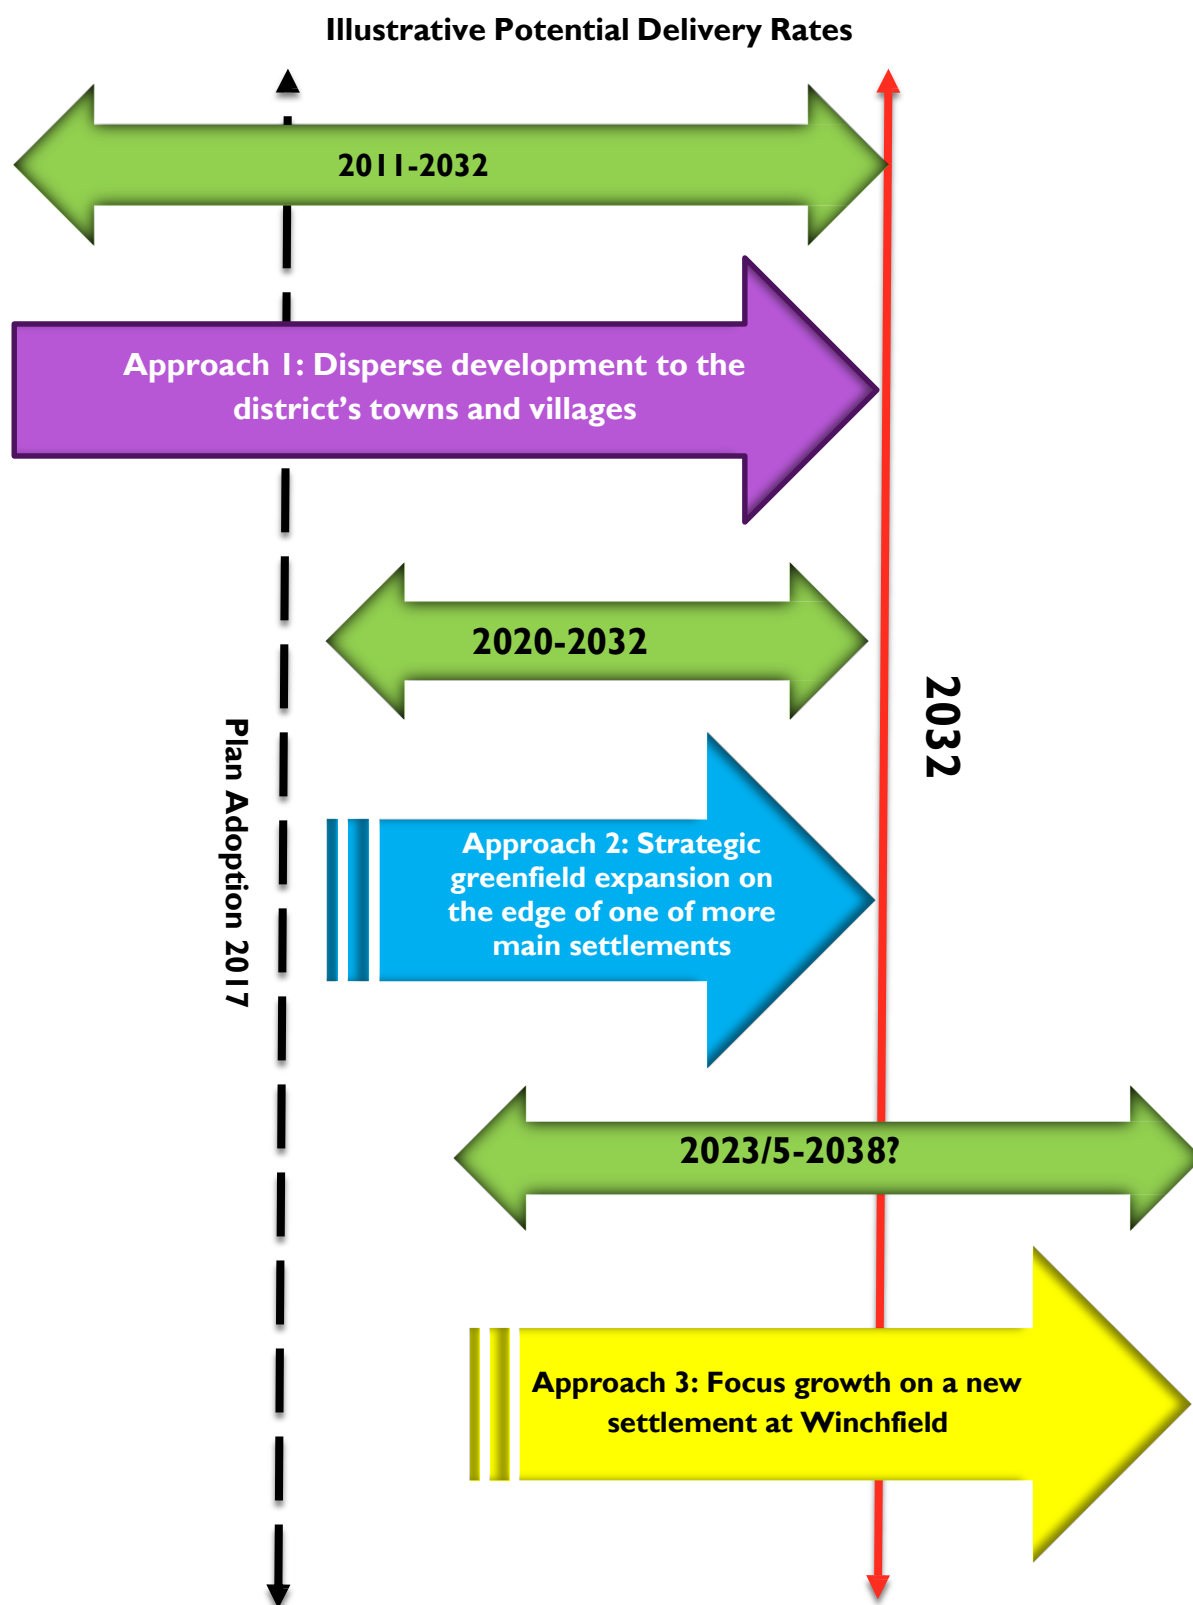 Illustrative Potential Delivery Rates
2011-2032
Approach 1: Disperse development to the
district’s towns and villages
2020-2032
2032
Plan Adoption 2017
Approach 2: Strategic
greenfield expansion on
the edge of one of more
main settlements
2023/5-2038?
Approach 3: Focus growth on a new
settlement at Winchfield